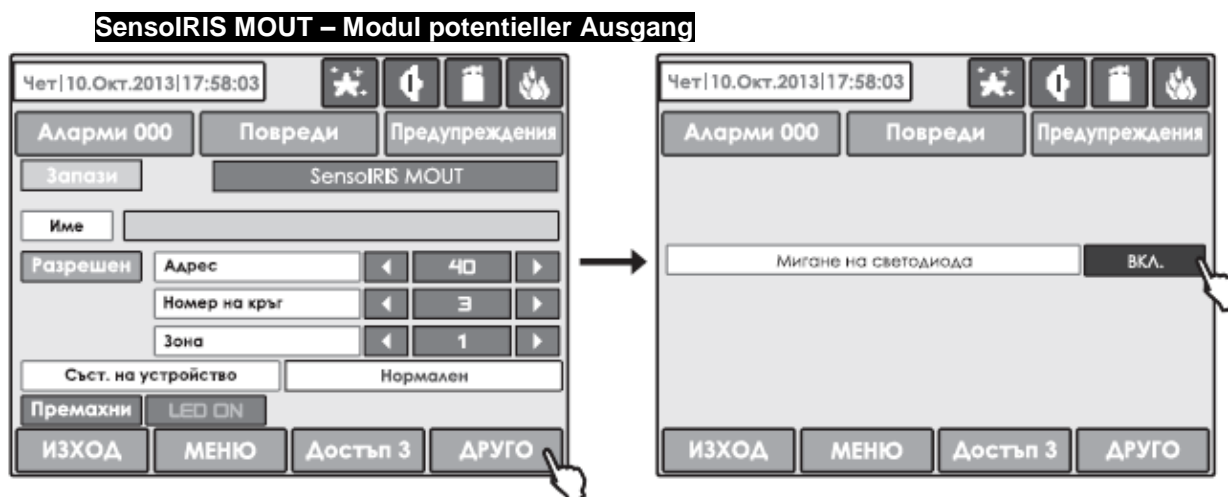 SensoIRIS MOUT – Modul potentieller Ausgang
Чет|10.Окт.2013|17:58:03
Аларми 000 Повреди Предупреждения
Запази SensoIRIS MOUT
Име
Разрешен Адрес 40
Номер на кръг 3
Зона 1
Съст. на устройство Нормален
Премахни LED ON
ИЗХОД МЕНЮ Достъп 3 ДРУГО
Чет|10.Окт.2013|17:58:03
Аларми 000 Повреди Предупреждения
Мигане на светодиода ВКЛ.
ИЗХОД МЕНЮ Достъп 3 ДРУГО